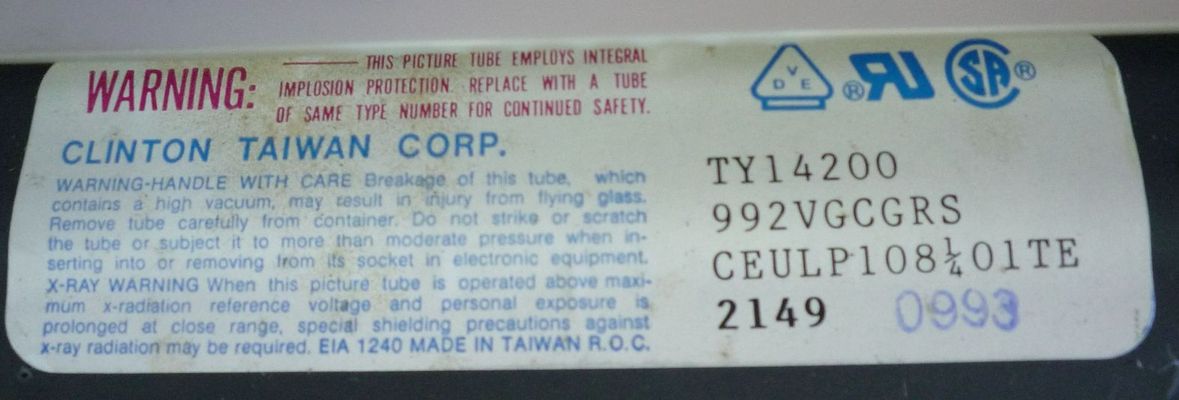 WARNING: THIS PICTURE TUBE EMPLOYS INTEGRAL
IMPLOSION PROTECTION. REPLACE WITH A TUBE
OF SAME TYPE NUMBER FOR CONTINUED SAFETY.
CLINTON TAIWAN CORP.
WARNING-HANDLE WITH CARE Breakage of this tube, which
contains a high vacuum, may result in injury from flying glass.
Remove tube carefully from container. Do not strike or scratch
the tube or subject it to more than moderate pressure when in-
serting into or removing from its socket in electronic equipment.
X-RAY WARNING When this picture tube is operated above maxi-
mum x-radiation reference voltage and personal exposure is
prolonged at close range, special shielding precautions against
x-ray radiation may be required. EIA 1240 MADE IN TAIWAN R.O.C.
VDE ® RU SA ®
TY14200
992VGCGRS
CEULP108¼01TE
2149 0993